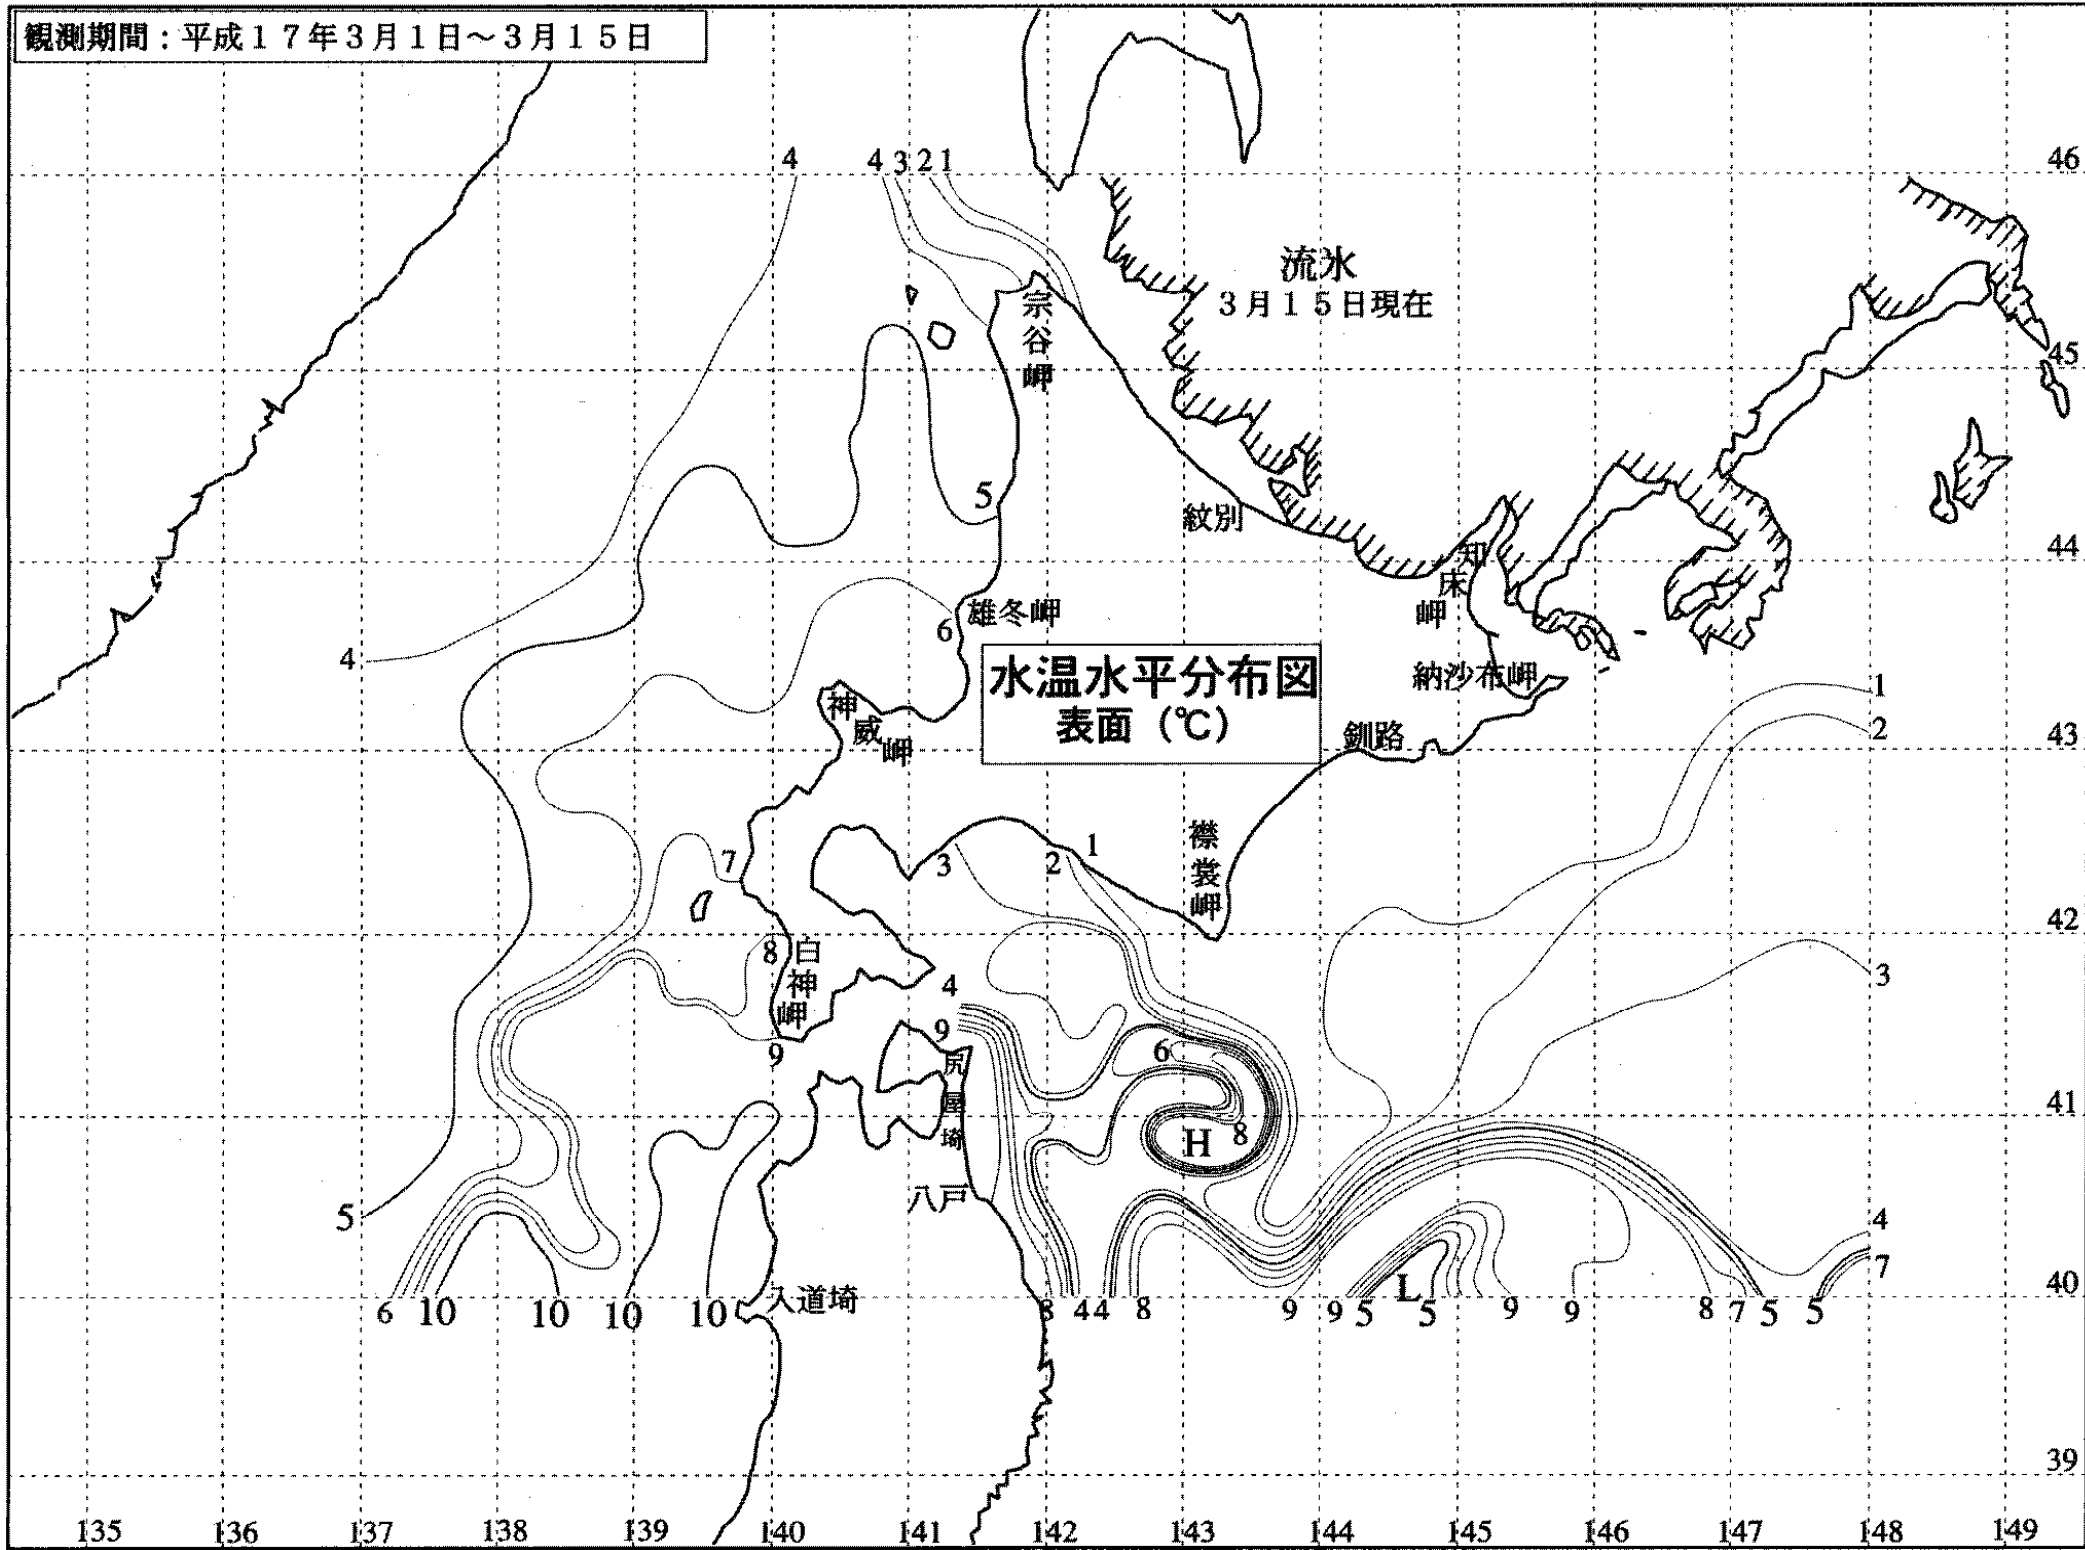 観測期間：平成１７年３月１日～３月１５日
4
4 3 2 1
46
流氷
３月１５日現在
宗谷岬
45
5
紋別
44
知床岬
雄冬岬
6
4
水温水平分布図
表面（℃）
納沙布岬
1
神威岬
釧路
2
43
襟裳岬
7
3
2
1
42
8
白神岬
4
3
9
9
6
尻屋埼
41
H
8
八戸
5
4
7
40
入道埼
L
6 10 10 10 10 3 4 4 8 9 9 5 5 9 9 8 7 5 5
39
135 136 137 138 139 140 141 142 143 144 145 146 147 148 149